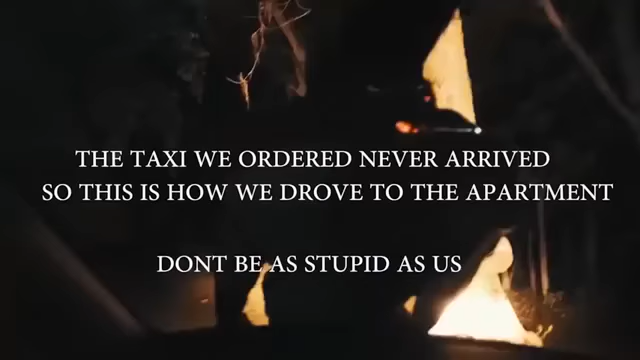 THE TAXI WE ORDERED NEVER ARRIVED
SO THIS IS HOW WE DROVE TO THE APARTMENT
DONT BE AS STUPID AS US